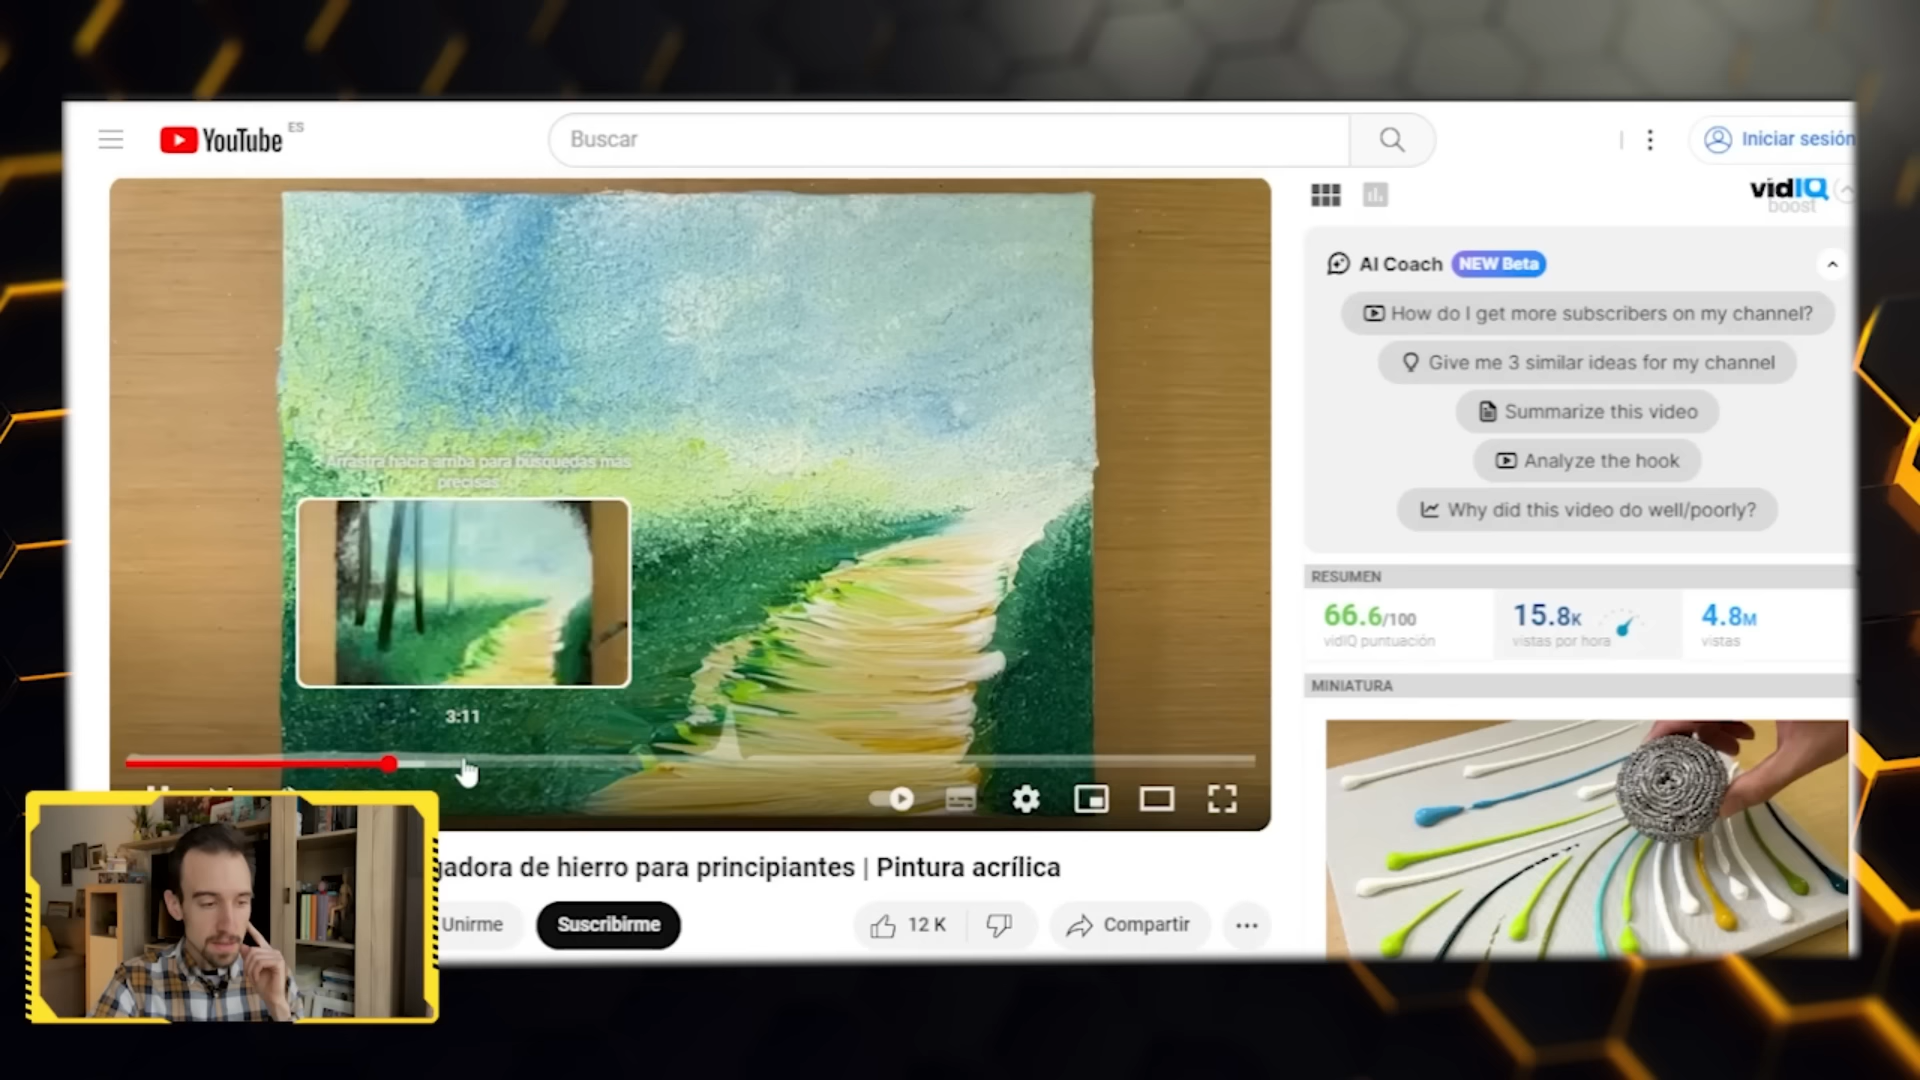 YouTube ES
Buscar
Iniciar sesión
vidIQ
boost
AI Coach NEW Beta
How do I get more subscribers on my channel?
Give me 3 similar ideas for my channel
Summarize this video
Analyze the hook
Why did this video do well/poorly?
Arrastra hacia arriba para búsquedas más
precisas
3:11
RESUMEN
66.6/100
vidIQ puntuación
15.8K
vistas por hora
4.8M
vistas
MINIATURA
gadora de hierro para principiantes | Pintura acrílica
Unirme
Suscribirme
12 K
Compartir